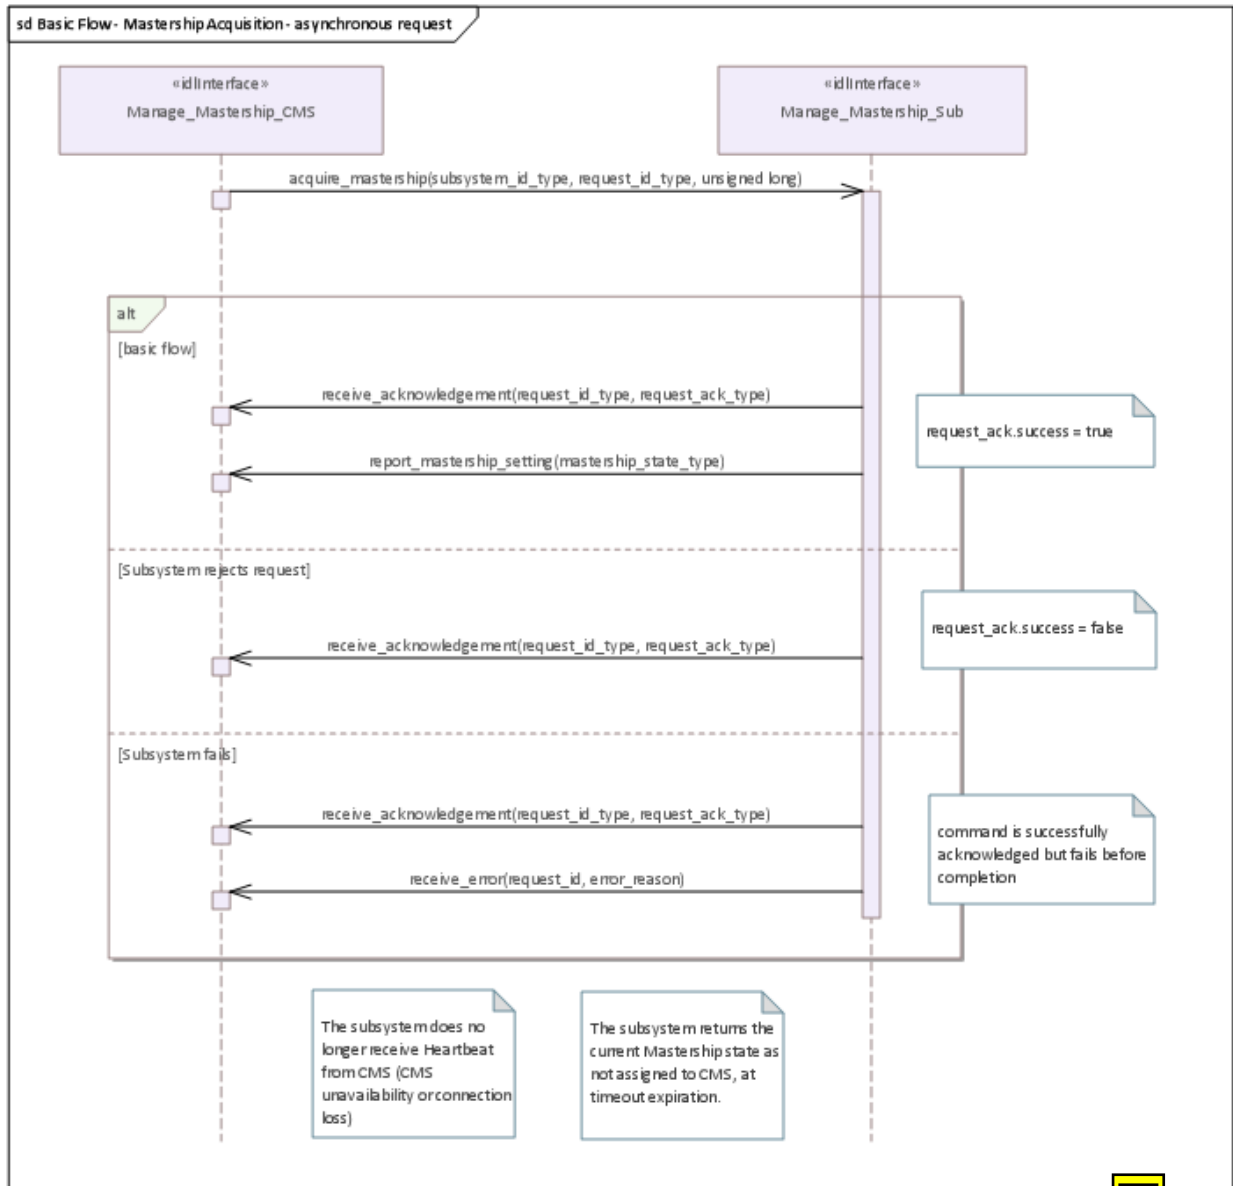 sd Basic Flow - Mastership Acquisition - asynchronous request
«idlInterface»
Manage_Mastership_CMS
«idlInterface»
Manage_Mastership_Sub
acquire_mastership(subsystem_id_type, request_id_type, unsigned long)
alt
[basic flow]
receive_acknowledgement(request_id_type, request_ack_type)
request_ack.success = true
report_mastership_setting(mastership_state_type)
[Subsystem rejects request]
request_ack.success = false
receive_acknowledgement(request_id_type, request_ack_type)
[Subsystem fails]
receive_acknowledgement(request_id_type, request_ack_type)
command is successfully
acknowledged but fails before
completion
receive_error(request_id, error_reason)
The subsystem does no
longer receive Heartbeat
from CMS (CMS
unavailability or connection
loss)
The subsystem returns the
current Mastership state as
not assigned to CMS, at
timeout expiration.